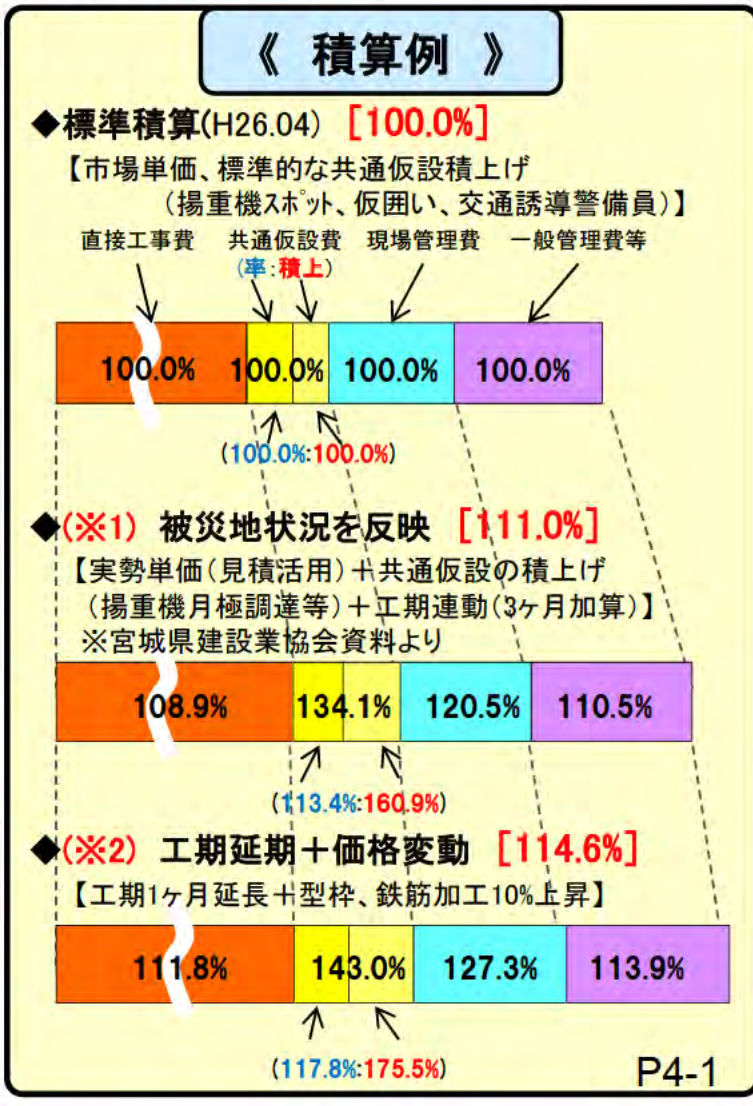 《 積算例 》
◆標準積算(H26.04) [100.0%]
【市場単価、標準的な共通仮設積上げ
(揚重機スポット、仮囲い、交通誘導警備員)】
直接工事費 共通仮設費 現場管理費 一般管理費等
(率:積上)
100.0% 100.0% 100.0% 100.0%
(100.0%:100.0%)
◆(※1) 被災地状況を反映 [111.0%]
【実勢単価(見積活用)+共通仮設の積上げ
(揚重機月極調達等)+工期連動(3ヶ月加算)】
※宮城県建設業協会資料より
108.9% 134.1% 120.5% 110.5%
(113.4%:160.9%)
◆(※2) 工期延期+価格変動 [114.6%]
【工期1ヶ月延長+型枠、鉄筋加工10%上昇】
111.8% 143.0% 127.3% 113.9%
(117.8%:175.5%)
P4-1